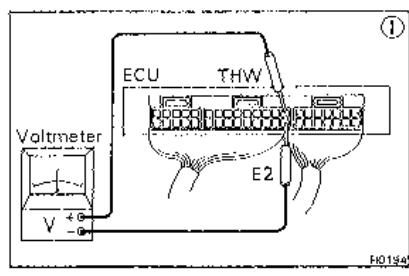 ①
ECU THW
Voltmeter
E2
V + -
FI0194